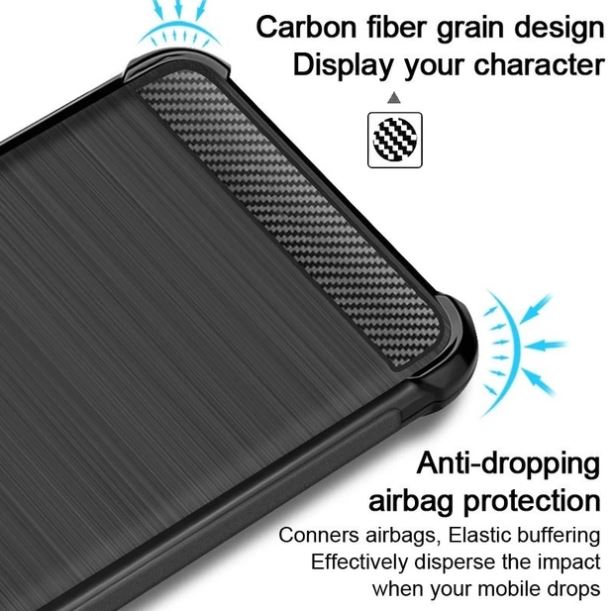 Carbon fiber grain design
Display your character
Anti-dropping
airbag protection
Conners airbags, Elastic buffering
Effectively disperse the impact
when your mobile drops